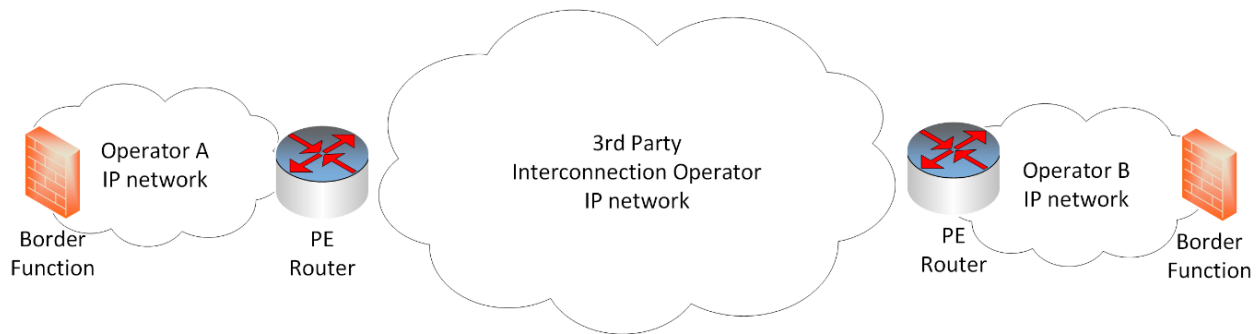 Operator A
IP network
Border
Function
PE
Router
3rd Party
Interconnection Operator
IP network
PE
Router
Operator B
IP network
Border
Function